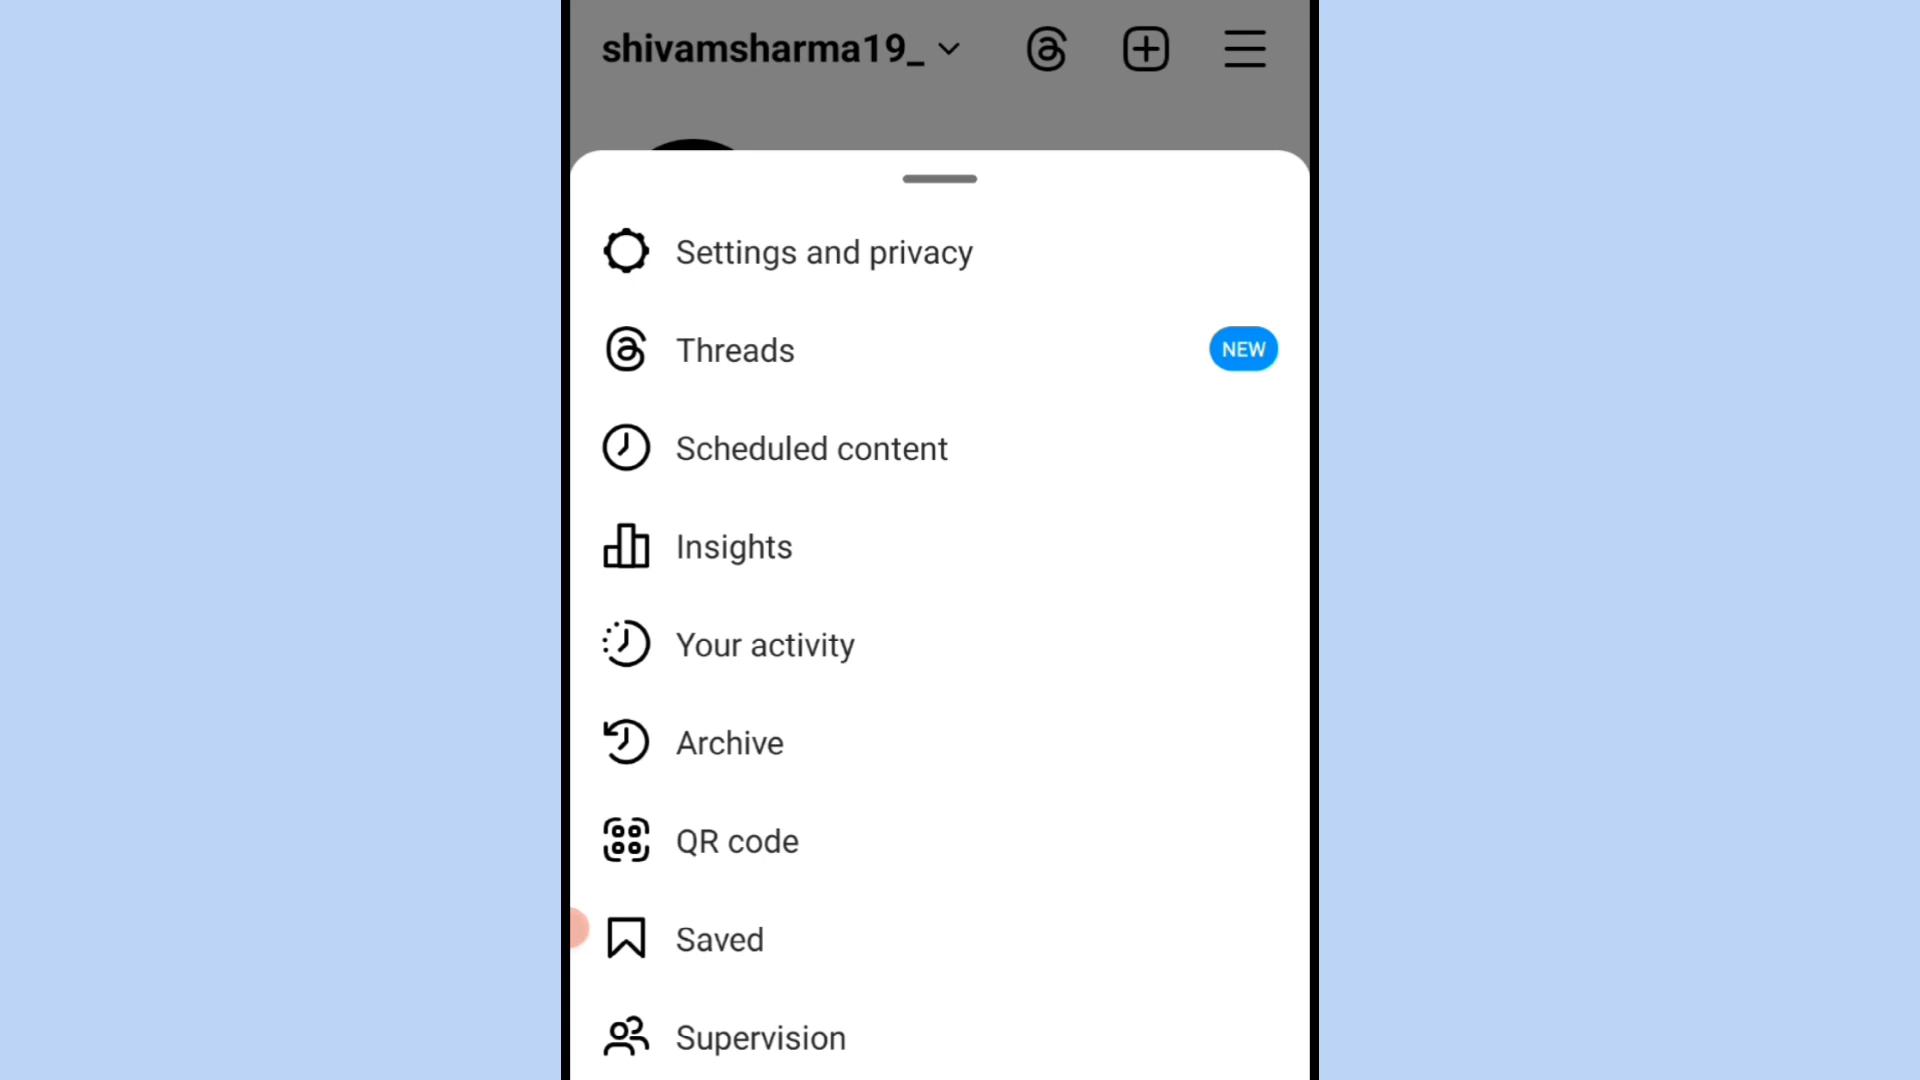 shivamsharma19_
Settings and privacy
Threads
NEW
Scheduled content
Insights
Your activity
Archive
QR code
Saved
Supervision